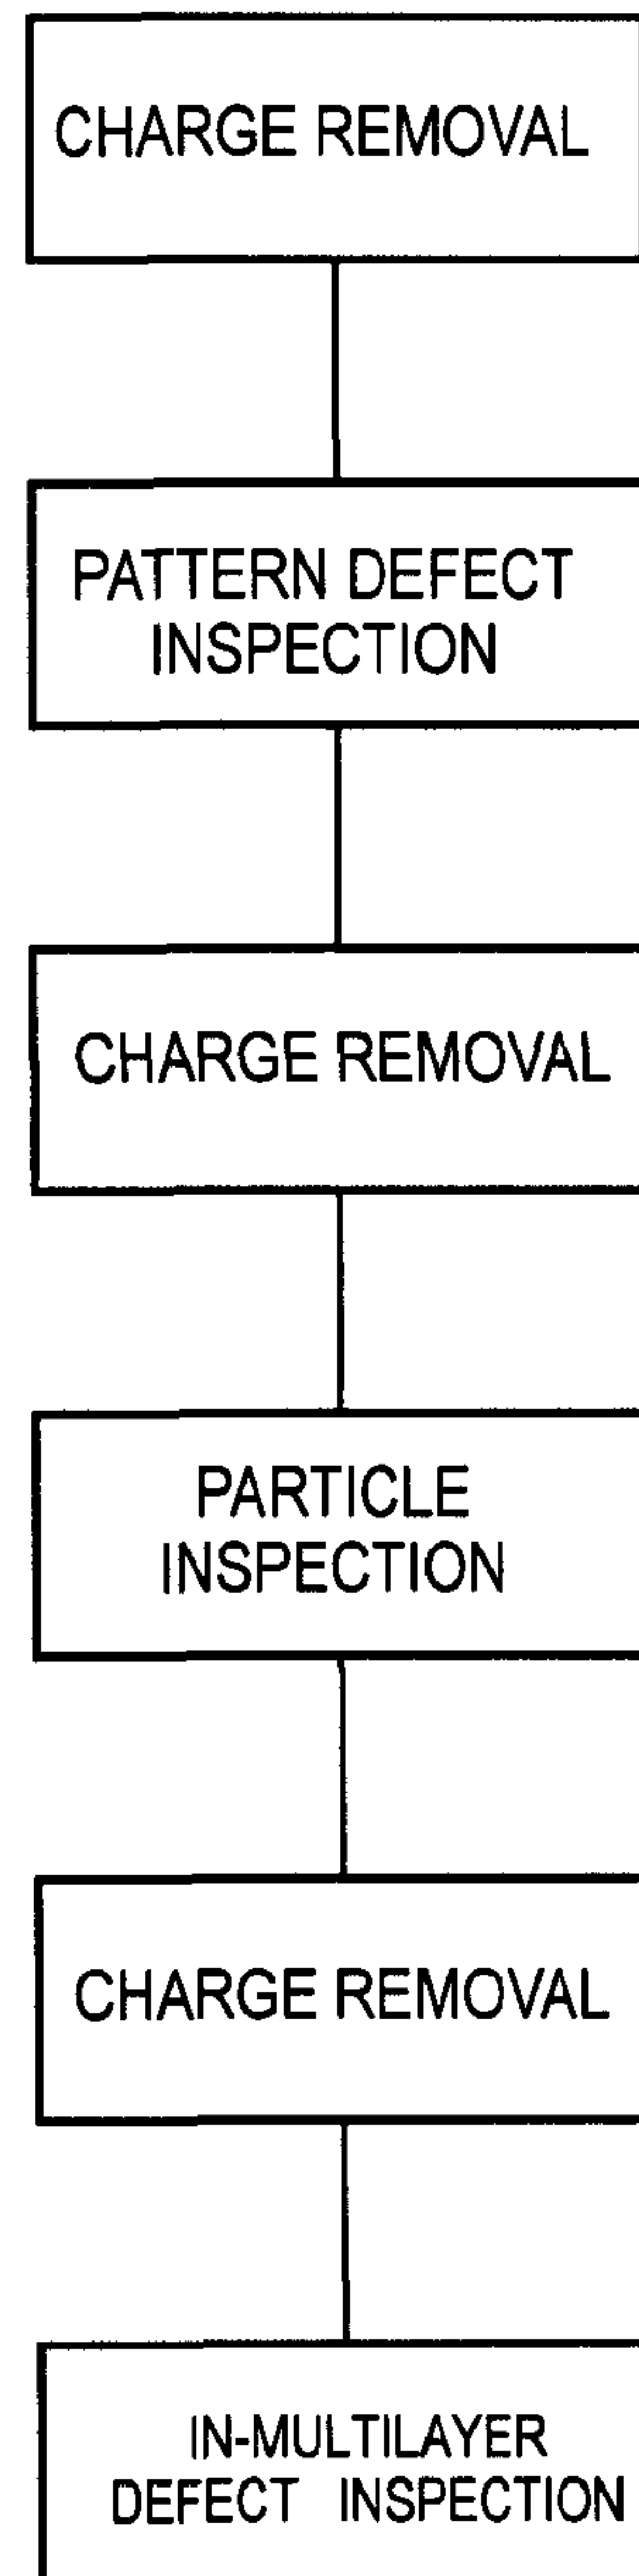 CHARGE REMOVAL
PATTERN DEFECT
INSPECTION
CHARGE REMOVAL
PARTICLE
INSPECTION
CHARGE REMOVAL
IN-MULTILAYER
DEFECT INSPECTION